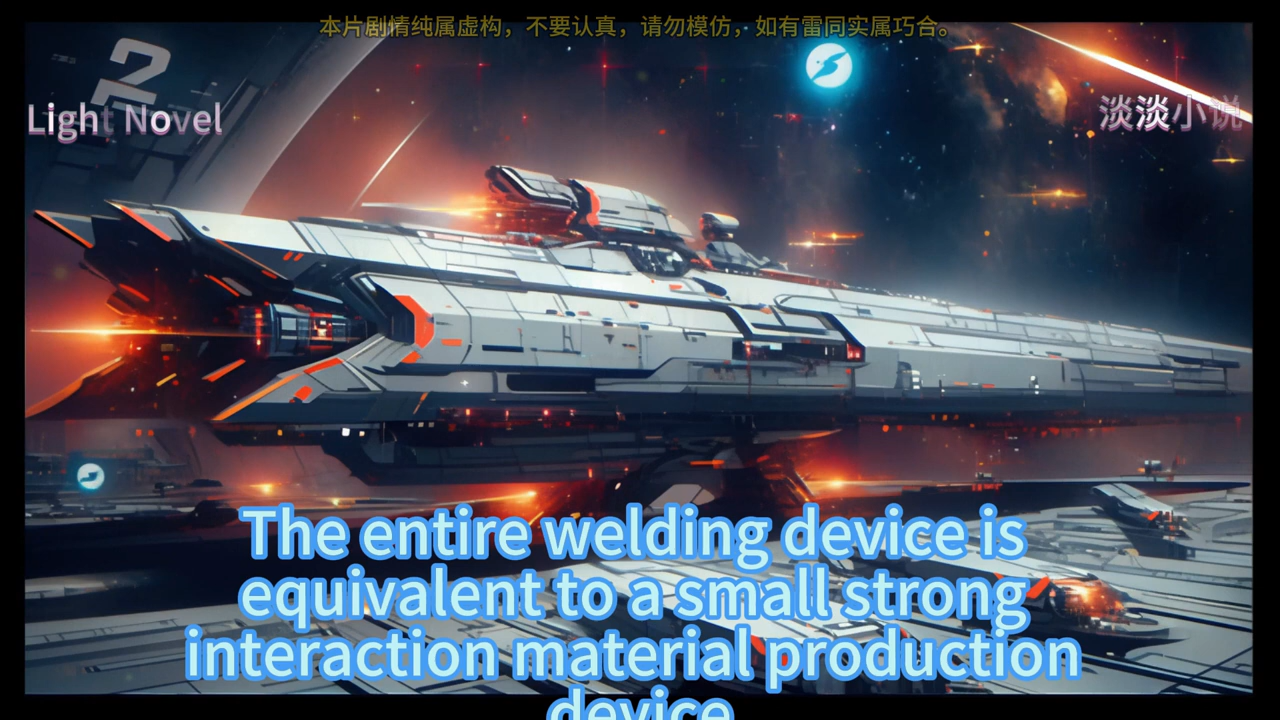 本片剧情纯属虚构，不要认真，请勿模仿，如有雷同实属巧合。
2
Light Novel
淡淡小说
The entire welding device is
equivalent to a small strong
interaction material production
device